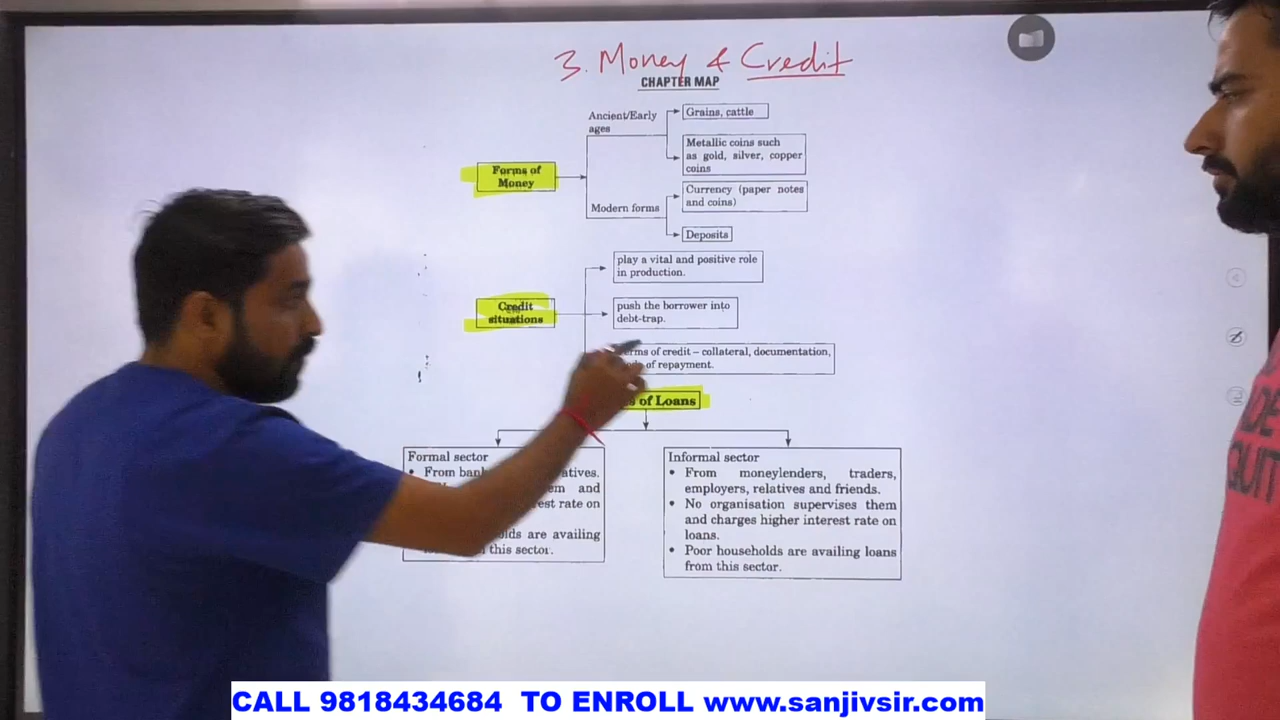 3. Money & Credit
CHAPTER MAP
Ancient/Early
ages
Grains, cattle
Metallic coins such
as gold, silver, copper
coins
Forms of
Money
Modern forms
Currency (paper notes
and coins)
Deposits
Credit
situations
play a vital and positive role
in production.
push the borrower into
debt-trap.
of credit – collateral, documentation,
of repayment.
of Loans
Formal sector
• From
and
rate on
are availing
this sector.
Informal sector
• From moneylenders, traders,
employers, relatives and friends.
• No organisation supervises them
and charges higher interest rate on
loans.
• Poor households are availing loans
from this sector.
CALL 9818434684 TO ENROLL www.sanjivsir.com